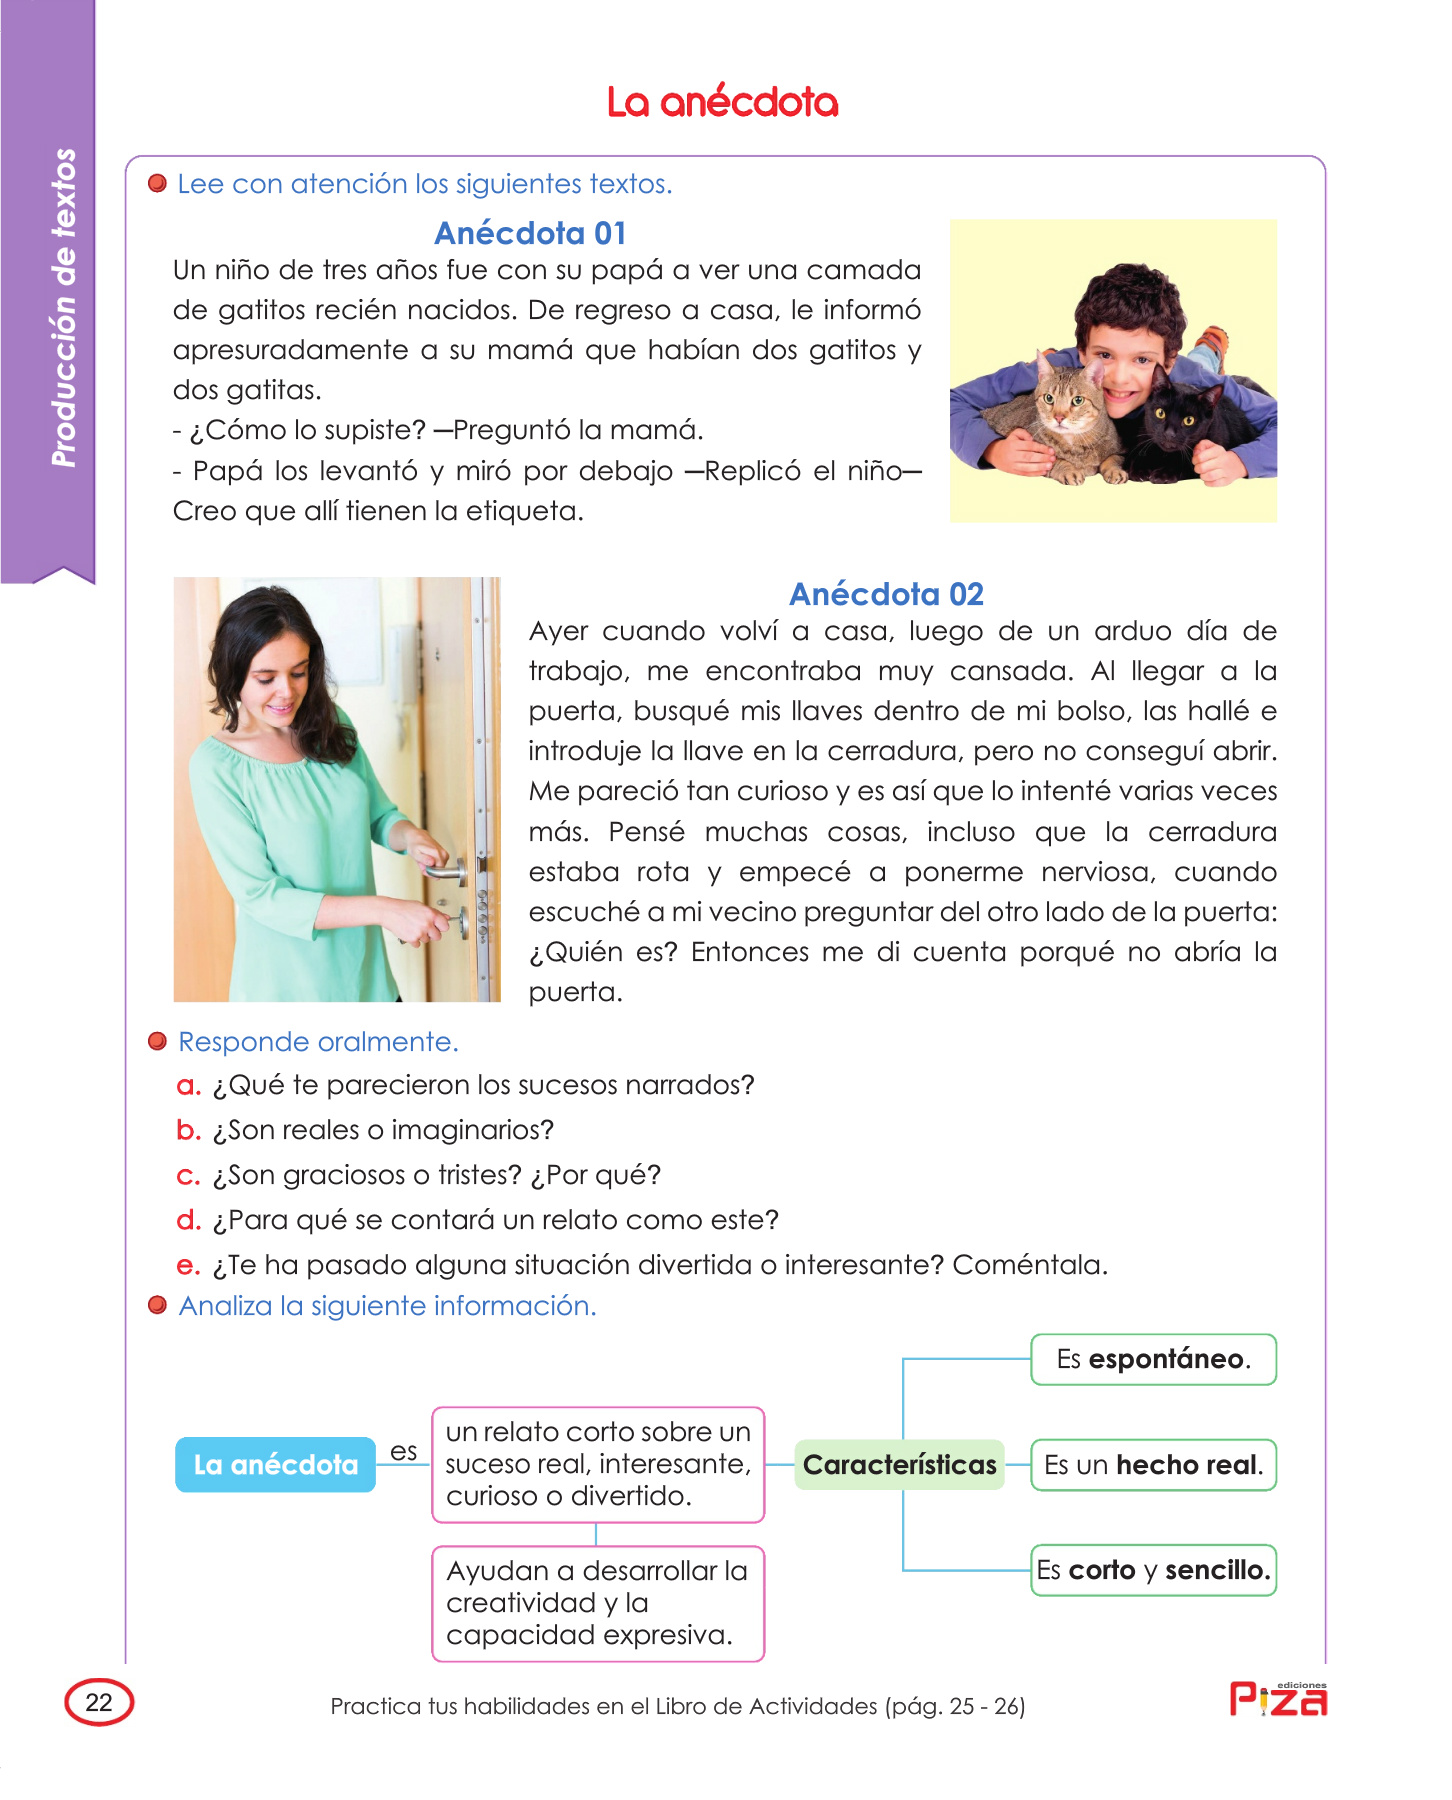 La anécdota
Producción de textos
Lee con atención los siguientes textos.
Anécdota 01
Un niño de tres años fue con su papá a ver una camada
de gatitos recién nacidos. De regreso a casa, le informó
apresuradamente a su mamá que habían dos gatitos y
dos gatitas.
- ¿Cómo lo supiste? —Preguntó la mamá.
- Papá los levantó y miró por debajo —Replicó el niño—
Creo que allí tienen la etiqueta.
Anécdota 02
Ayer cuando volví a casa, luego de un arduo día de
trabajo, me encontraba muy cansada. Al llegar a la
puerta, busqué mis llaves dentro de mi bolso, las hallé e
introduje la llave en la cerradura, pero no conseguí abrir.
Me pareció tan curioso y es así que lo intenté varias veces
más. Pensé muchas cosas, incluso que la cerradura
estaba rota y empecé a ponerme nerviosa, cuando
escuché a mi vecino preguntar del otro lado de la puerta:
¿Quién es? Entonces me di cuenta porqué no abría la
puerta.
Responde oralmente.
a. ¿Qué te parecieron los sucesos narrados?
b. ¿Son reales o imaginarios?
c. ¿Son graciosos o tristes? ¿Por qué?
d. ¿Para qué se contará un relato como este?
e. ¿Te ha pasado alguna situación divertida o interesante? Coméntala.
Analiza la siguiente información.
La anécdota
es
un relato corto sobre un
suceso real, interesante,
curioso o divertido.
Ayudan a desarrollar la
creatividad y la
capacidad expresiva.
Características
Es espontáneo.
Es un hecho real.
Es corto y sencillo.
22
Practica tus habilidades en el Libro de Actividades (pág. 25 - 26)
ediciones
Piza